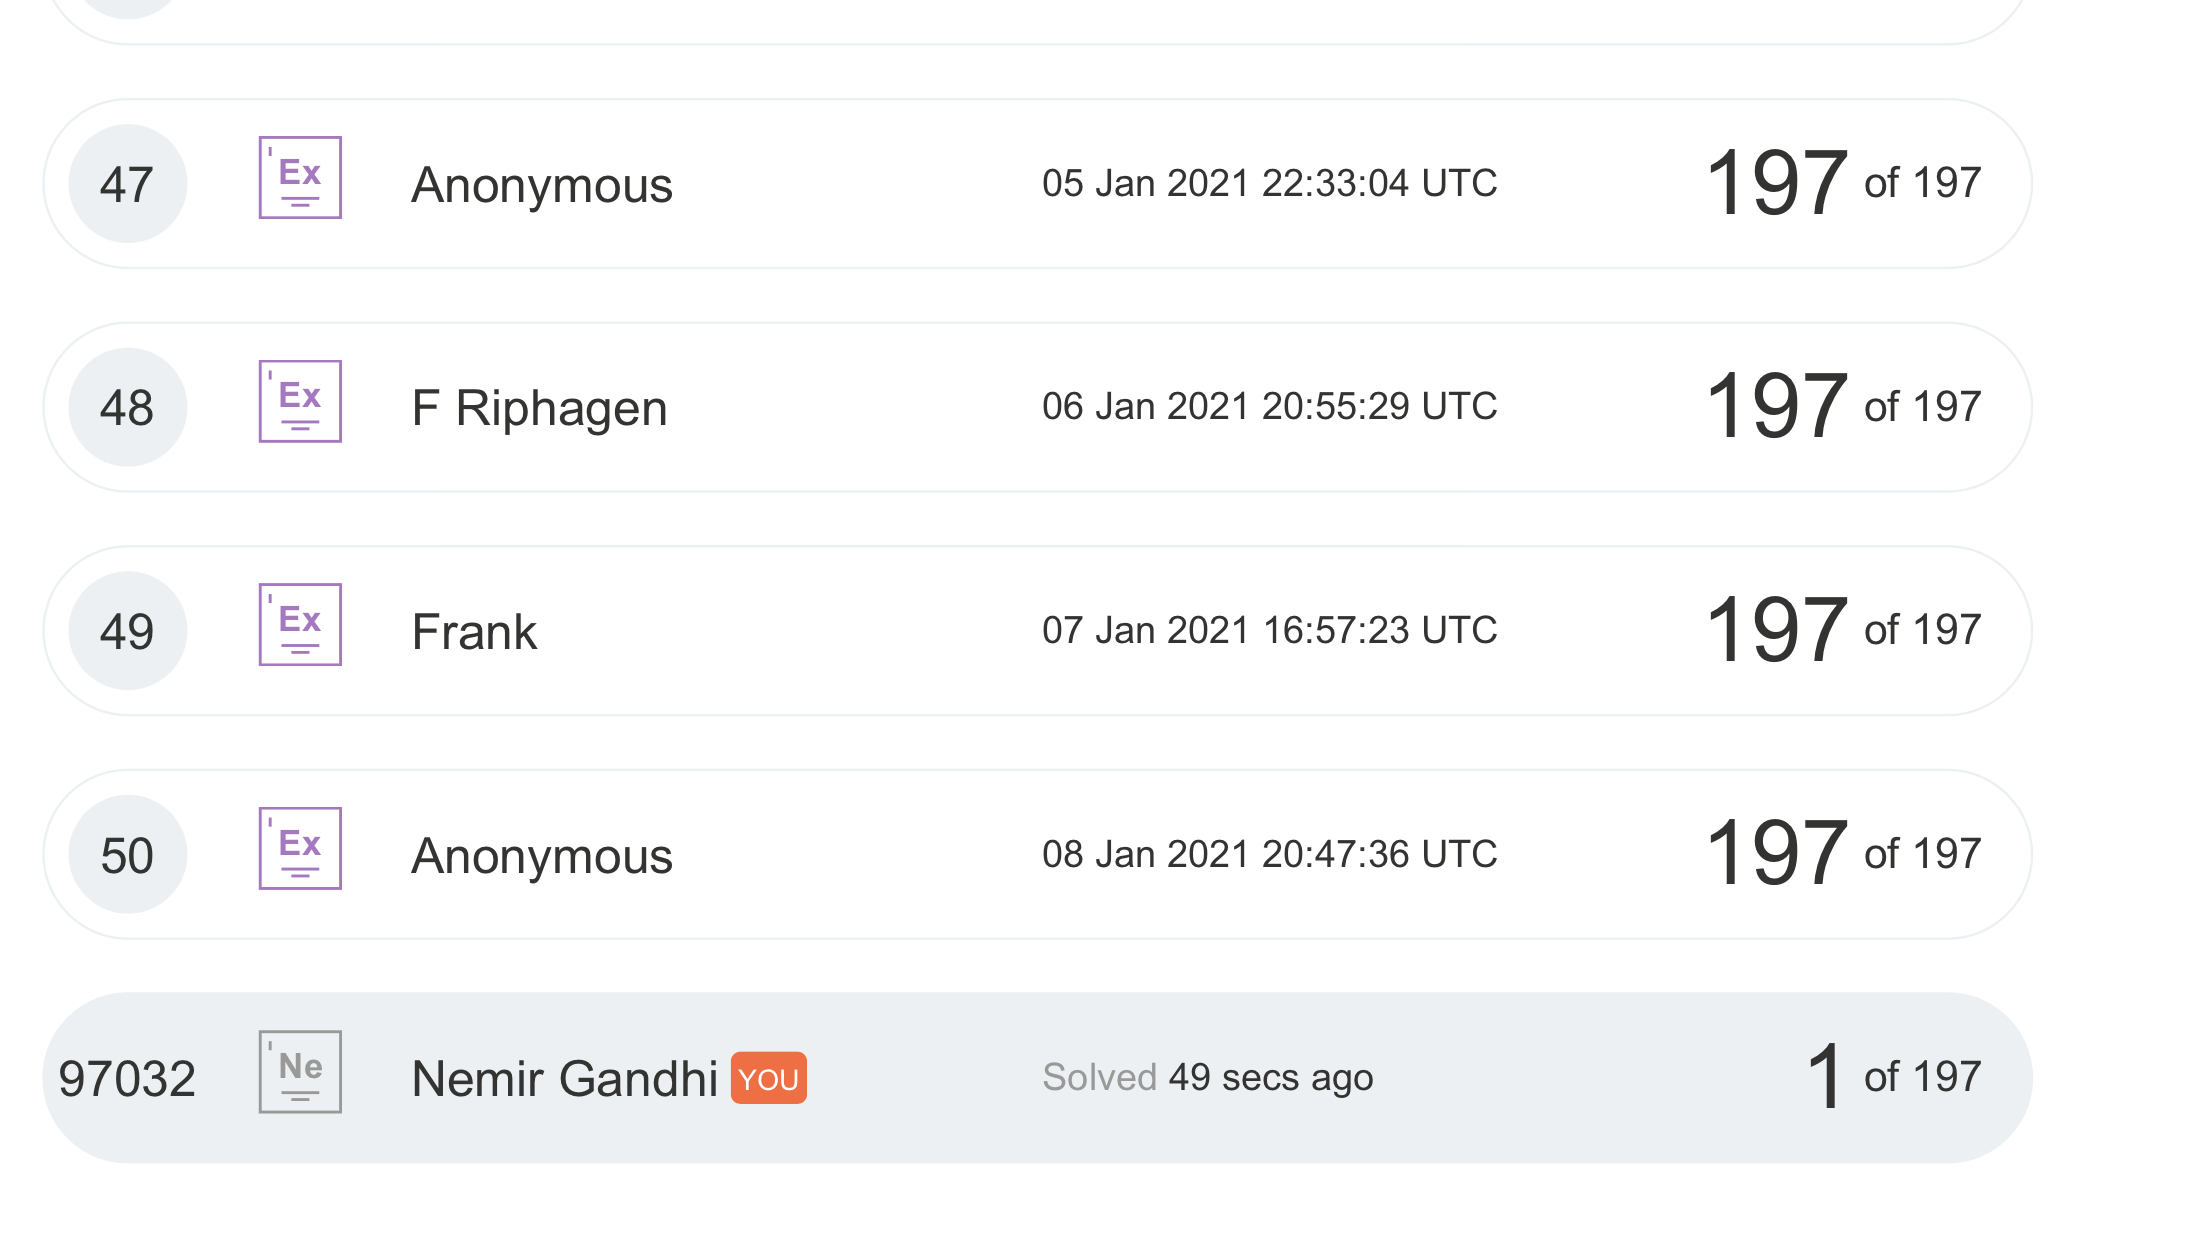 47 Ex Anonymous 05 Jan 2021 22:33:04 UTC 197 of 197
48 Ex F Riphagen 06 Jan 2021 20:55:29 UTC 197 of 197
49 Ex Frank 07 Jan 2021 16:57:23 UTC 197 of 197
50 Ex Anonymous 08 Jan 2021 20:47:36 UTC 197 of 197
97032 Ne Nemir Gandhi YOU Solved 49 secs ago 1 of 197